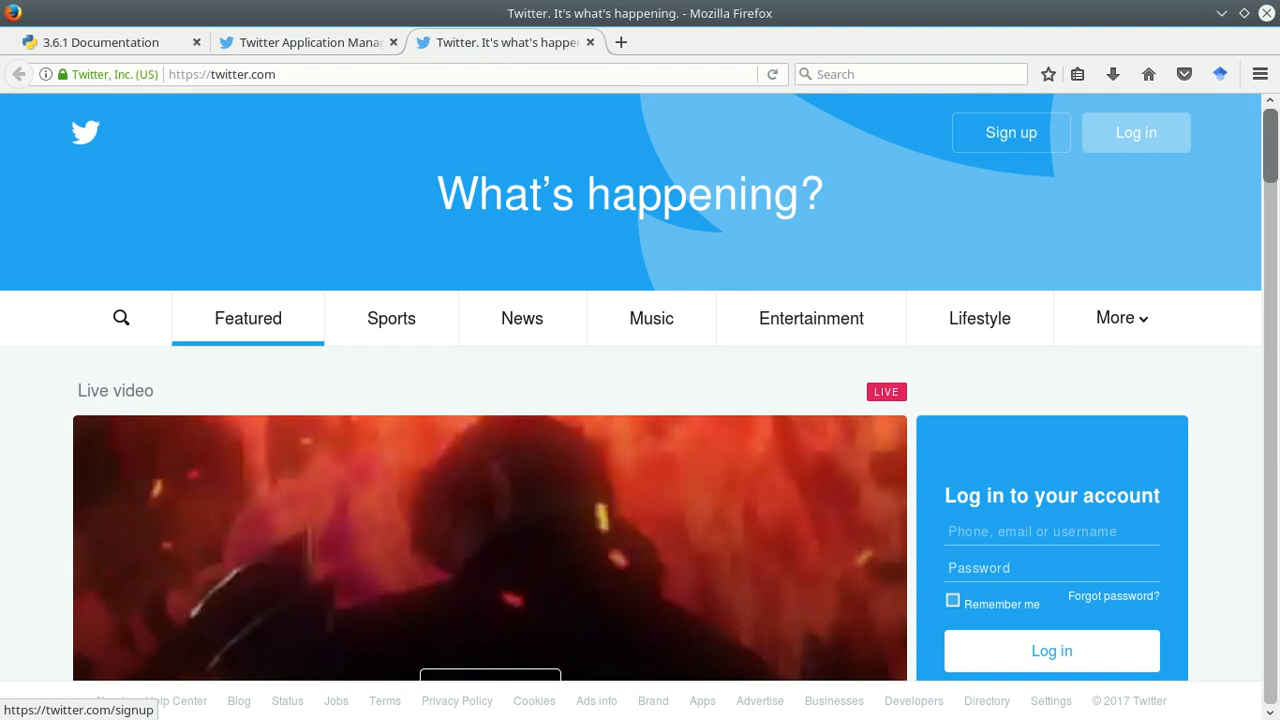 Twitter. It's what's happening. - Mozilla Firefox
3.6.1 Documentation
Twitter Application Mana
Twitter. It's what's happe
Twitter, Inc. (US)
https://twitter.com
Search
Sign up
Log in
What's happening?
Featured
Sports
News
Music
Entertainment
Lifestyle
More
Live video
LIVE
Log in to your account
Phone, email or username
Password
Remember me
Forgot password?
Log in
Help Center
Blog
Status
Jobs
Terms
Privacy Policy
Cookies
Ads info
Brand
Apps
Advertise
Businesses
Developers
Directory
Settings
© 2017 Twitter
https://twitter.com/signup